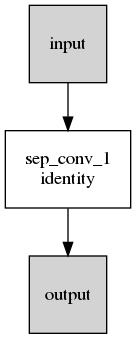 input
sep_conv_1
identity
output